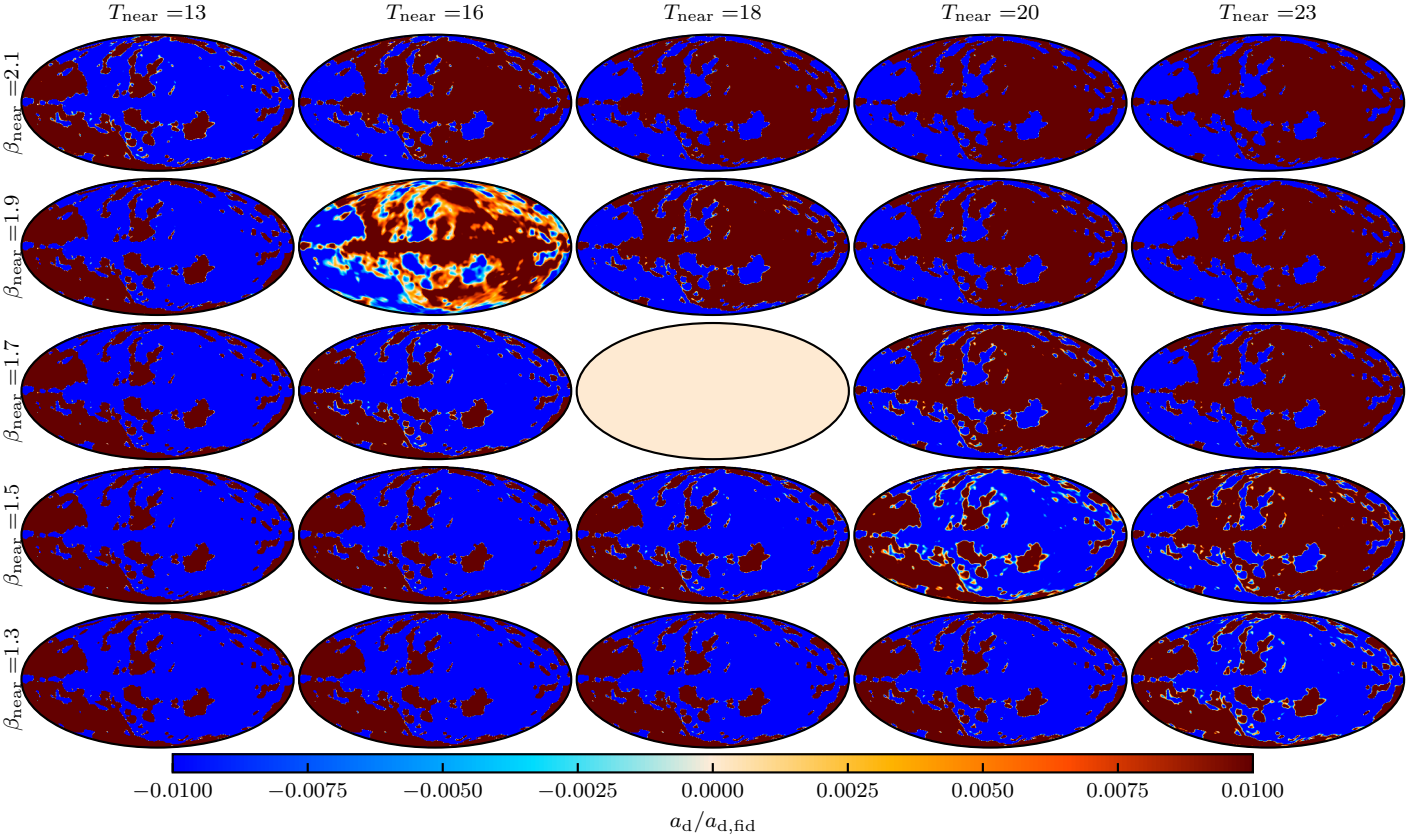 T_near =13 T_near =16 T_near =18 T_near =20 T_near =23
β_near =2.1
β_near =1.9
β_near =1.7
β_near =1.5
β_near =1.3
−0.0100 −0.0075 −0.0050 −0.0025 0.0000 0.0025 0.0050 0.0075 0.0100
a_d/a_d,fid